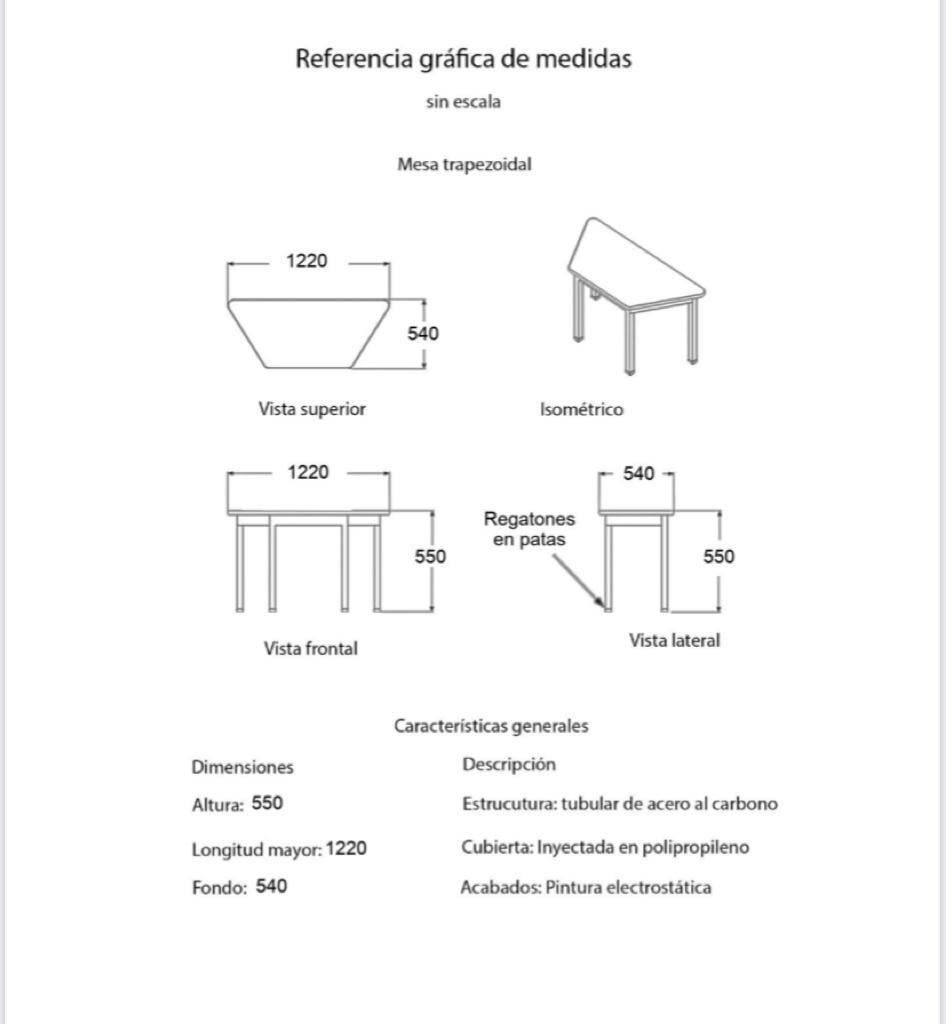 Referencia gráfica de medidas
sin escala
Mesa trapezoidal
1220
540
Vista superior
Isométrico
1220
550
Vista frontal
540
Regatones
en patas
550
Vista lateral
Características generales
Dimensiones
Descripción
Altura: 550
Estrucutura: tubular de acero al carbono
Longitud mayor: 1220
Cubierta: Inyectada en polipropileno
Fondo: 540
Acabados: Pintura electrostática